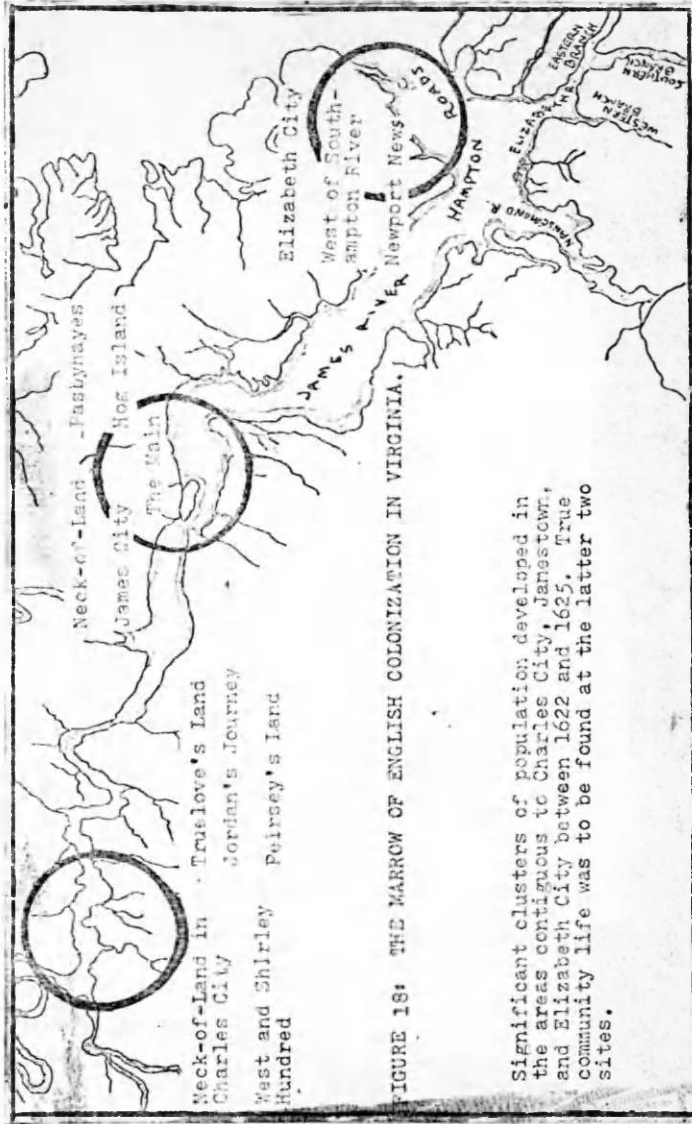 Neck-of-Land Pasbyhayes
James City Hog Island
The Main
Elizabeth City
West of South-
ampton River
Newport News
JAMES RIVER
HAMPTON
ROADS
NANSEMOND R.
ELIZABETH R.
WESTERN
BRANCH
SOUTHERN
BRANCH
EASTERN
BRANCH
Neck-of-Land in Truelove's Land
Charles City Jordan's Journey
West and Shirley Peirsey's Land
Hundred
FIGURE 18: THE MARROW OF ENGLISH COLONIZATION IN VIRGINIA.
Significant clusters of population developed in
the areas contiguous to Charles City, Jamestown,
and Elizabeth City between 1622 and 1625. True
community life was to be found at the latter two
sites.